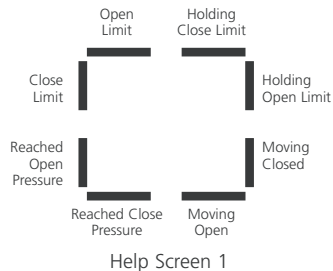 Open
Limit
Holding
Close Limit
Close
Limit
Holding
Open Limit
Reached
Open
Pressure
Moving
Closed
Reached Close
Pressure
Moving
Open
Help Screen 1